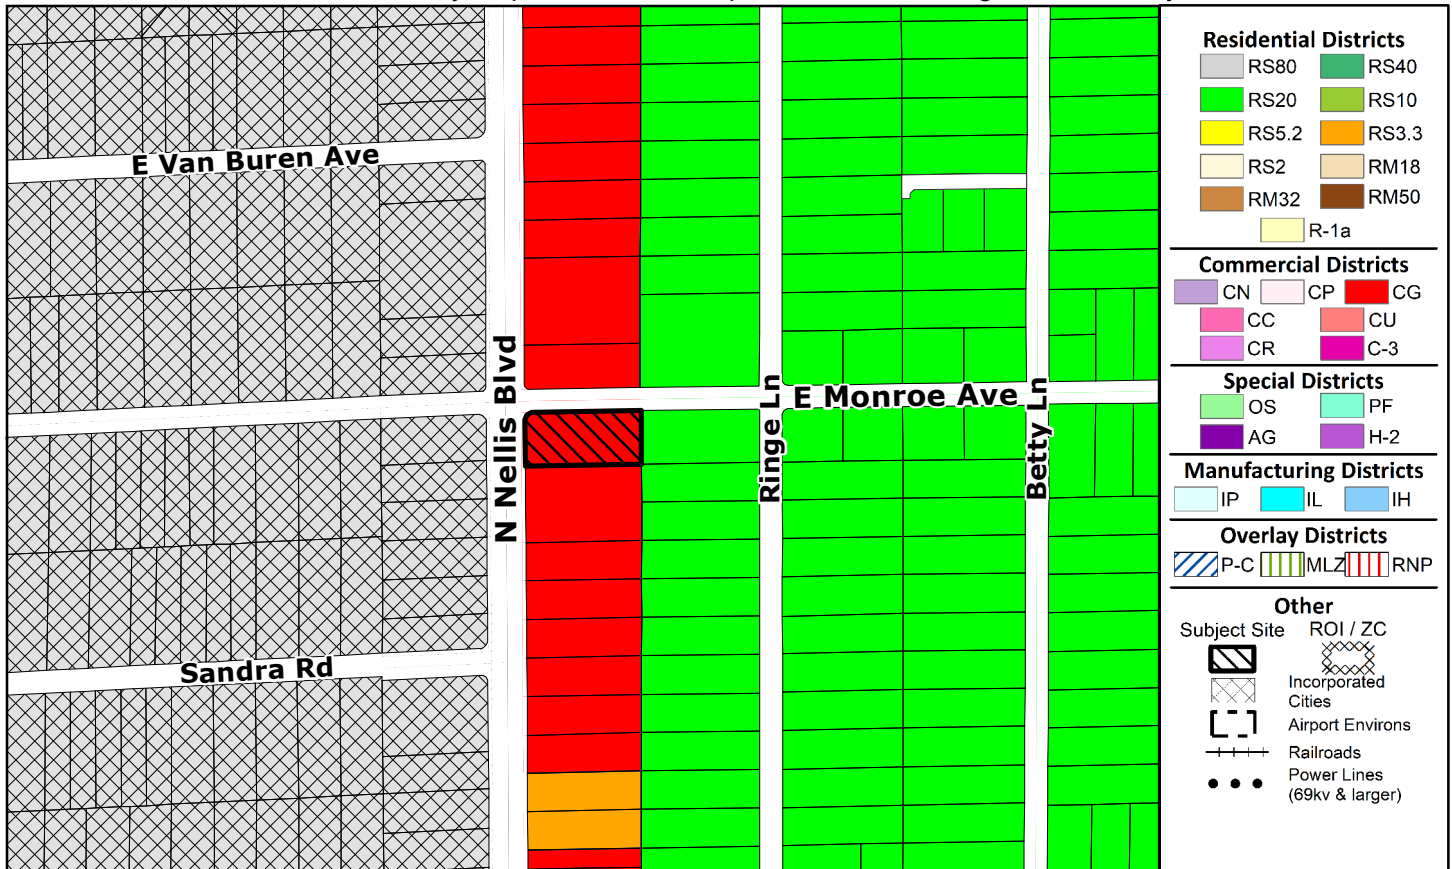 E Van Buren Ave
N Nellis Blvd
Ringe Ln
E Monroe Ave
Betty Ln
Sandra Rd
Residential Districts
RS80 RS40
RS20 RS10
RS5.2 RS3.3
RS2 RM18
RM32 RM50
R-1a
Commercial Districts
CN CP CG
CC CU
CR C-3
Special Districts
OS PF
AG H-2
Manufacturing Districts
IP IL IH
Overlay Districts
P-C MLZ RNP
Other
Subject Site ROI / ZC
Incorporated
Cities
Airport Environs
Railroads
Power Lines
(69kv & larger)